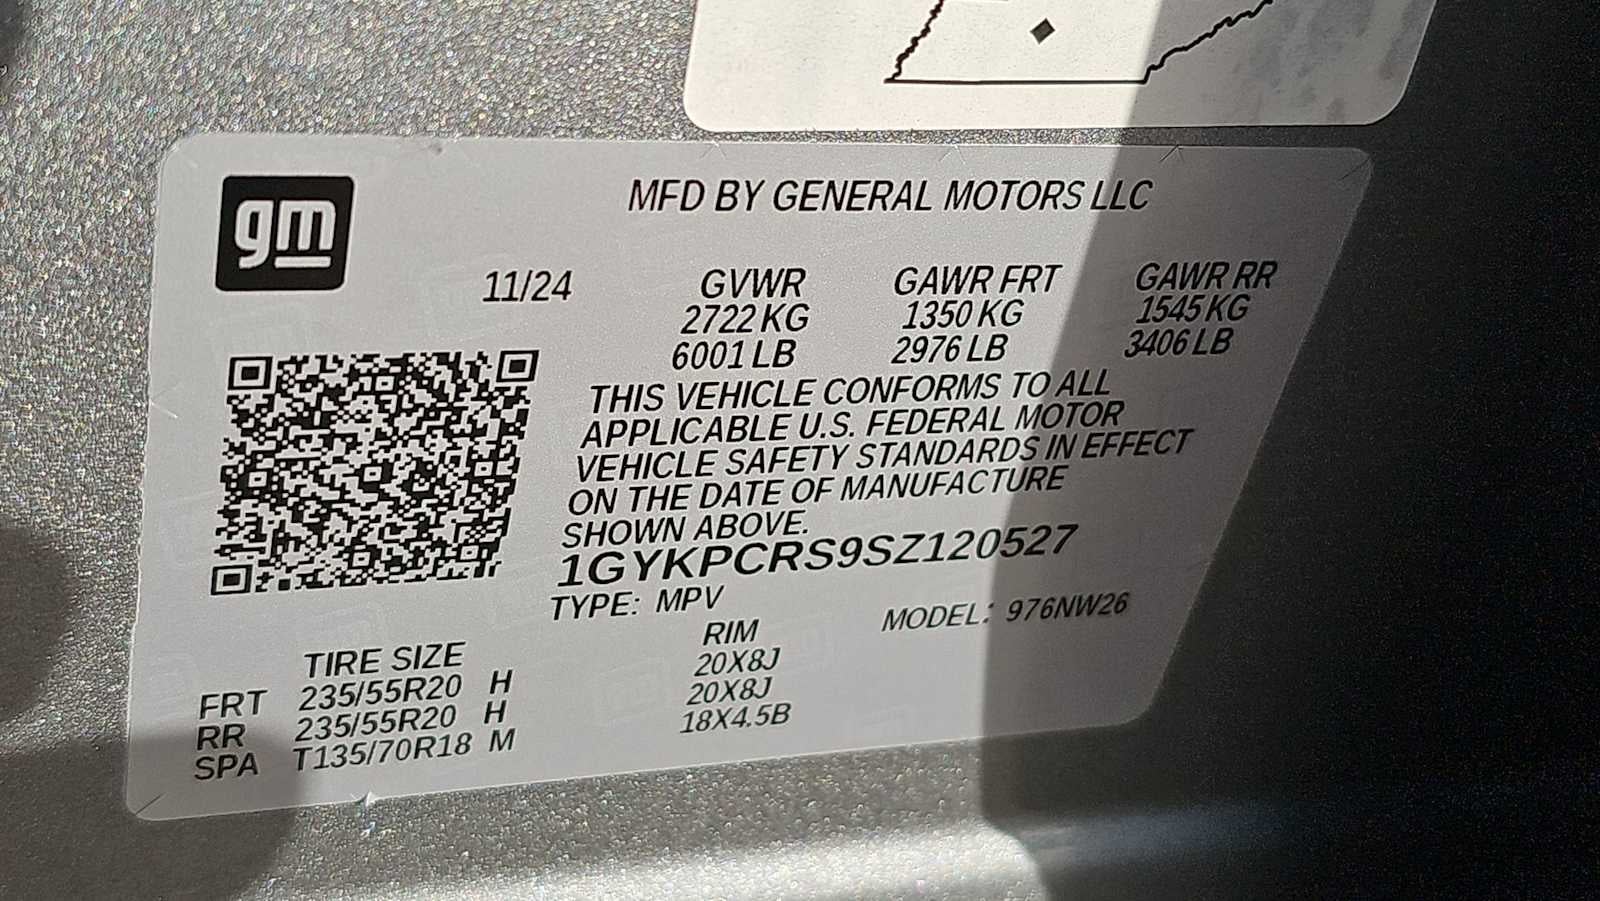 gm
MFD BY GENERAL MOTORS LLC
11/24
GVWR GAWR FRT GAWR RR
2722 KG 1350 KG 1545 KG
6001 LB 2976 LB 3406 LB
THIS VEHICLE CONFORMS TO ALL
APPLICABLE U.S. FEDERAL MOTOR
VEHICLE SAFETY STANDARDS IN EFFECT
ON THE DATE OF MANUFACTURE
SHOWN ABOVE.
1GYKPCRS9SZ120527
TYPE: MPV MODEL: 976NW26
TIRE SIZE RIM
FRT 235/55R20 H 20X8J
RR 235/55R20 H 20X8J
SPA T135/70R18 M 18X4.5B